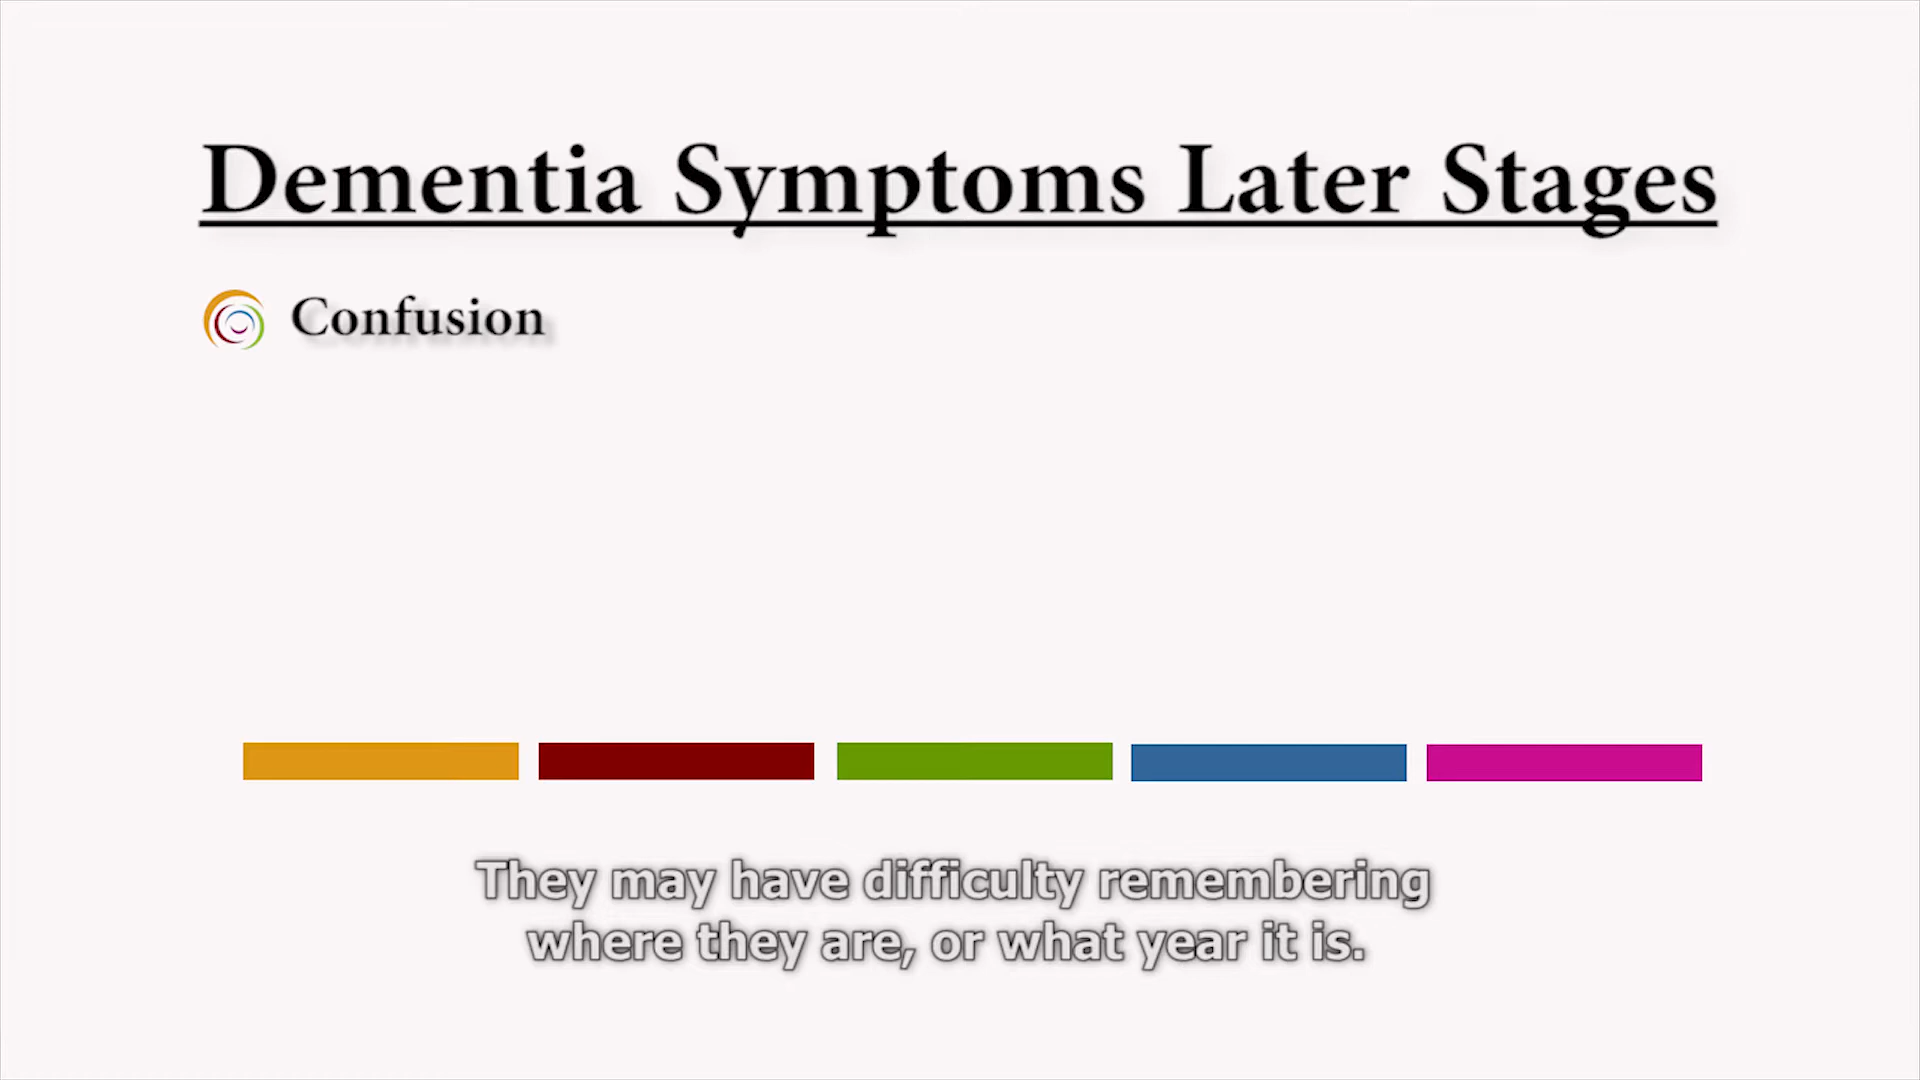 Dementia Symptoms Later Stages
Confusion
They may have difficulty remembering
where they are, or what year it is.